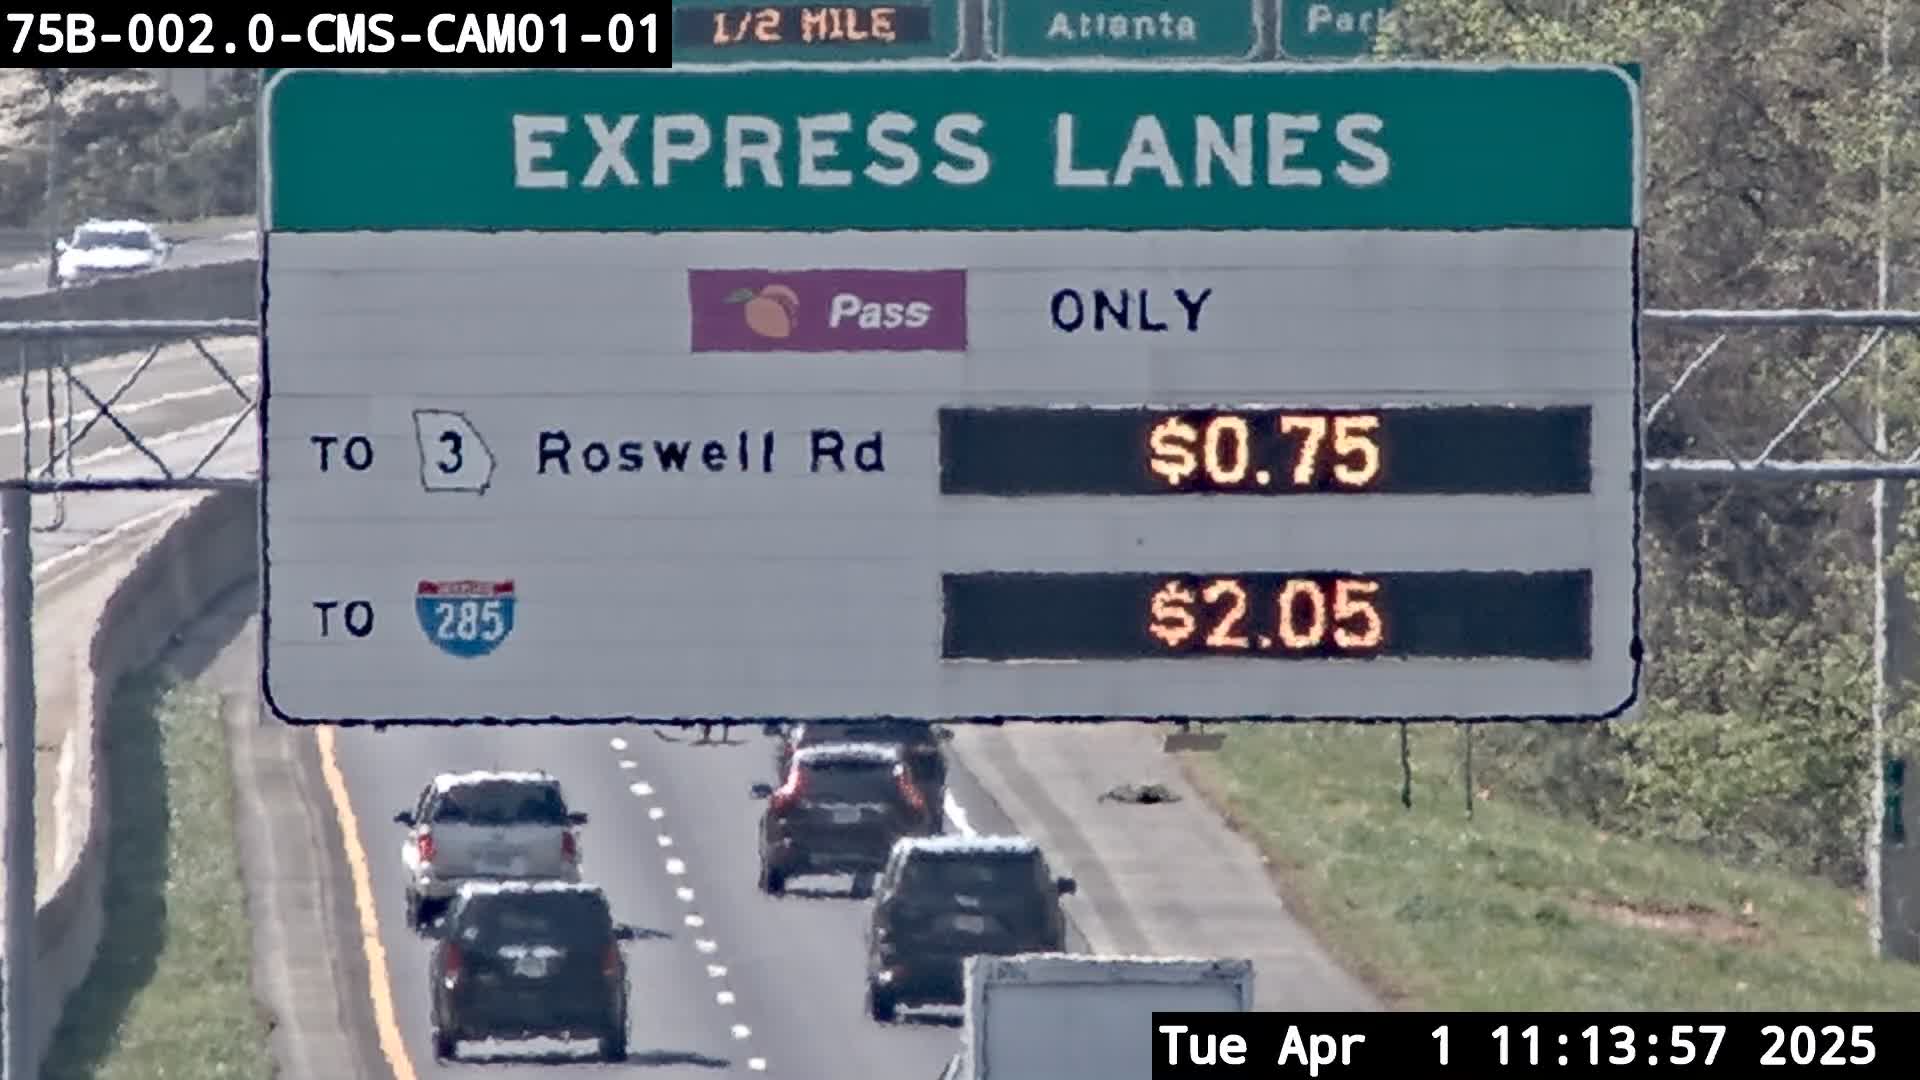 75B-002.0-CMS-CAM01-01
1/2 MILE
Atlanta
EXPRESS LANES
Pass ONLY
TO 3 Roswell Rd $0.75
TO 285 $2.05
Tue Apr 1 11:13:57 2025